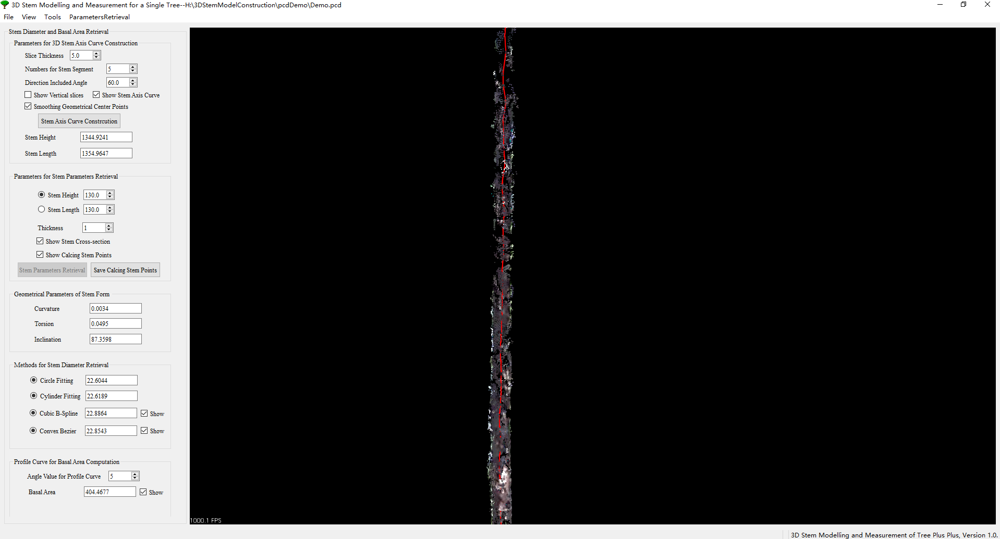 3D Stem Modelling and Measurement for a Single Tree--H:\3DStemModelConstruction\pcdDemo\Demo.pcd
File View Tools ParametersRetrieval
Stem Diameter and Basal Area Retrieval
Parameters for 3D Stem Axis Curve Construction
Slice Thickness 5.0
Numbers for Stem Segment 5
Direction Included Angle 60.0
Show Vertical slices Show Stem Axis Curve
Smoothing Geometrical Center Points
Stem Axis Curve Constrcution
Stem Height 1344.9241
Stem Length 1354.9647
Parameters for Stem Parameters Retrieval
Stem Height 130.0
Stem Length 130.0
Thickness 1
Show Stem Cross-section
Show Calcing Stem Points
Stem Parameters Retrieval Save Calcing Stem Points
Geometrical Parameters of Stem Form
Curvature 0.0034
Torsion 0.0495
Inclination 87.3598
Methods for Stem Diameter Retrieval
Circle Fitting 22.6044
Cylinder Fitting 22.6189
Cubic B-Spline 22.8864 Show
Convex Bezier 22.8543 Show
Profile Curve for Basal Area Computation
Angle Value for Profile Curve 5
Basal Area 404.4677 Show
1000.1 FPS
3D Stem Modelling and Measurement of Tree Plus Plus, Version 1.0.